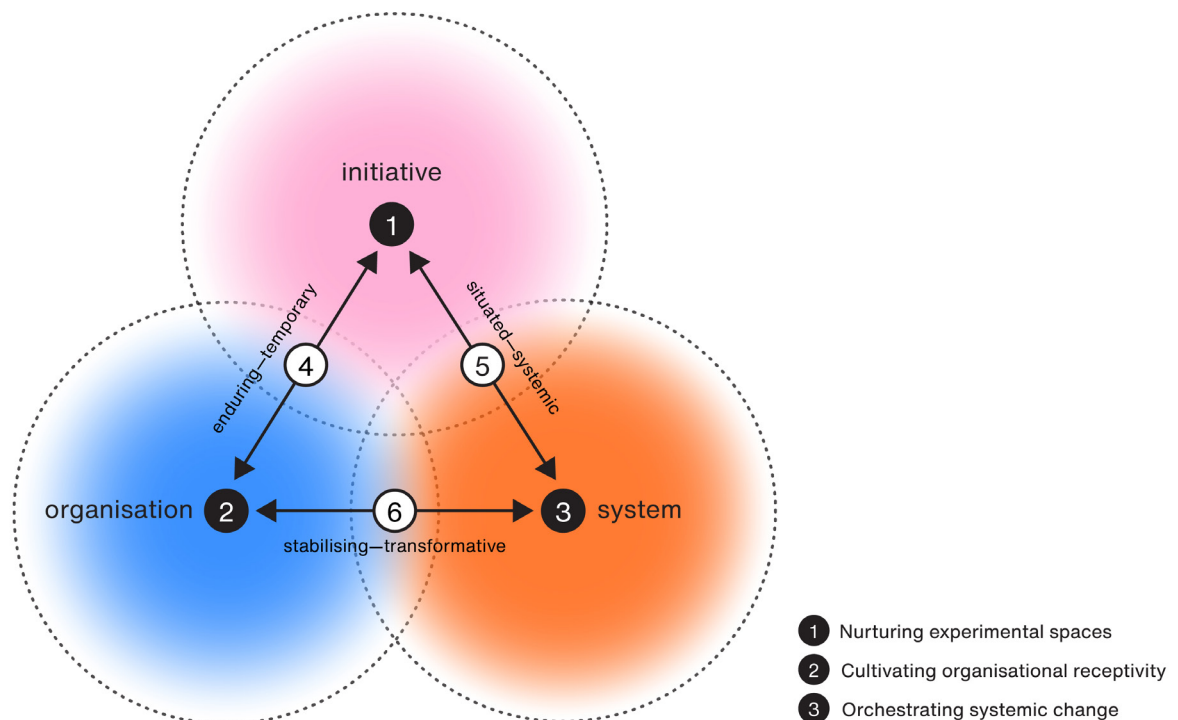 initiative
1
enduring—temporary
situated—systemic
4
5
organisation 2
6
3 system
stabilising—transformative
1 Nurturing experimental spaces
2 Cultivating organisational receptivity
3 Orchestrating systemic change